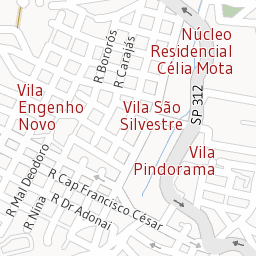 Núcleo
Residencial
Célia Mota
R Bororós
R Carajás
Vila
Engenho
Novo
Vila São
Silvestre
SP 312
Vila
Pindorama
R Mal Deodoro
R Nina
R Cap Francisco César
R Dr Adonai